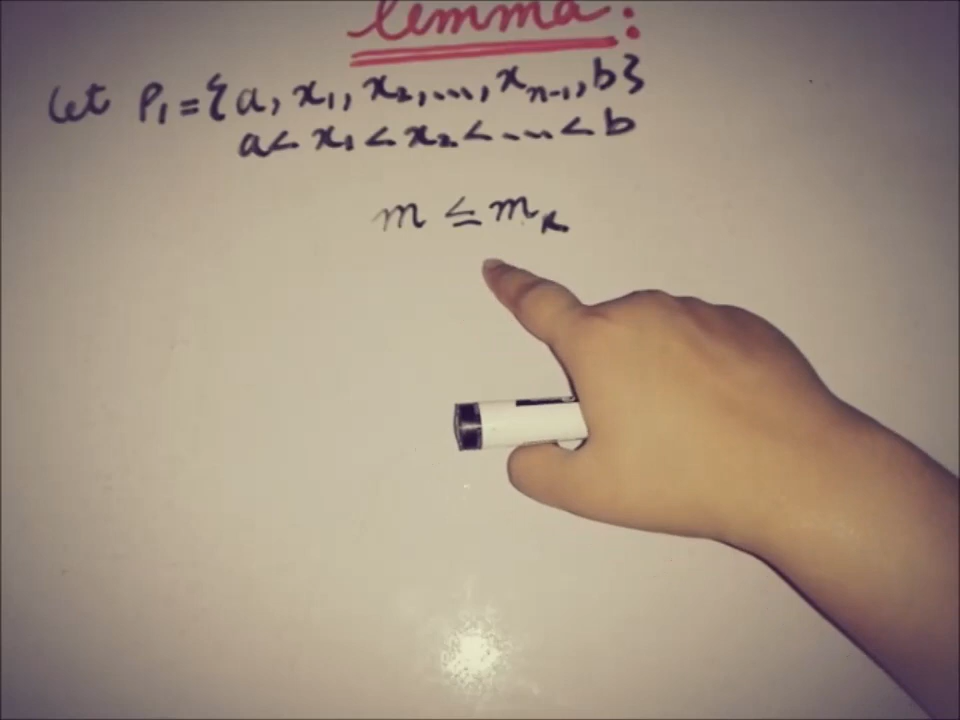 lemma:
Let P₁ = {a, x₁, x₂, ..., xₙ₋₁, b}
a < x₁ < x₂ < ... < b
m ≤ mₖ